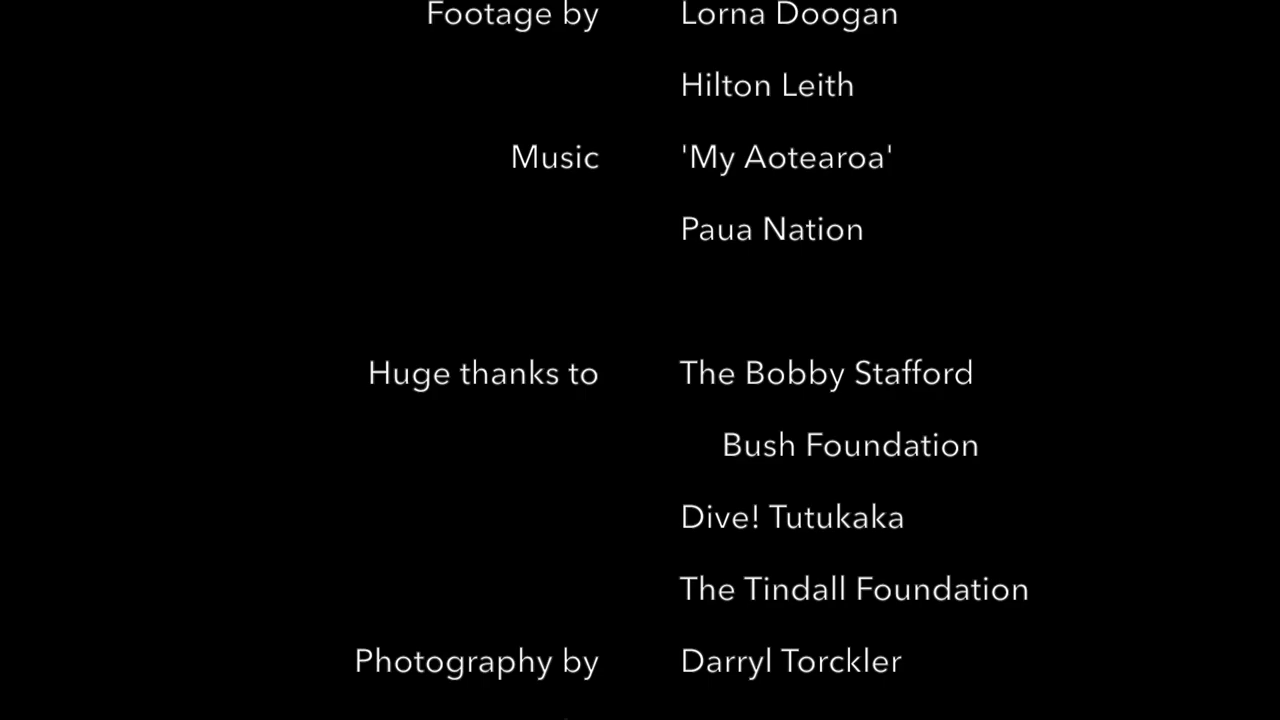 Footage by Lorna Doogan
Hilton Leith
Music 'My Aotearoa'
Paua Nation
Huge thanks to The Bobby Stafford
Bush Foundation
Dive! Tutukaka
The Tindall Foundation
Photography by Darryl Torckler